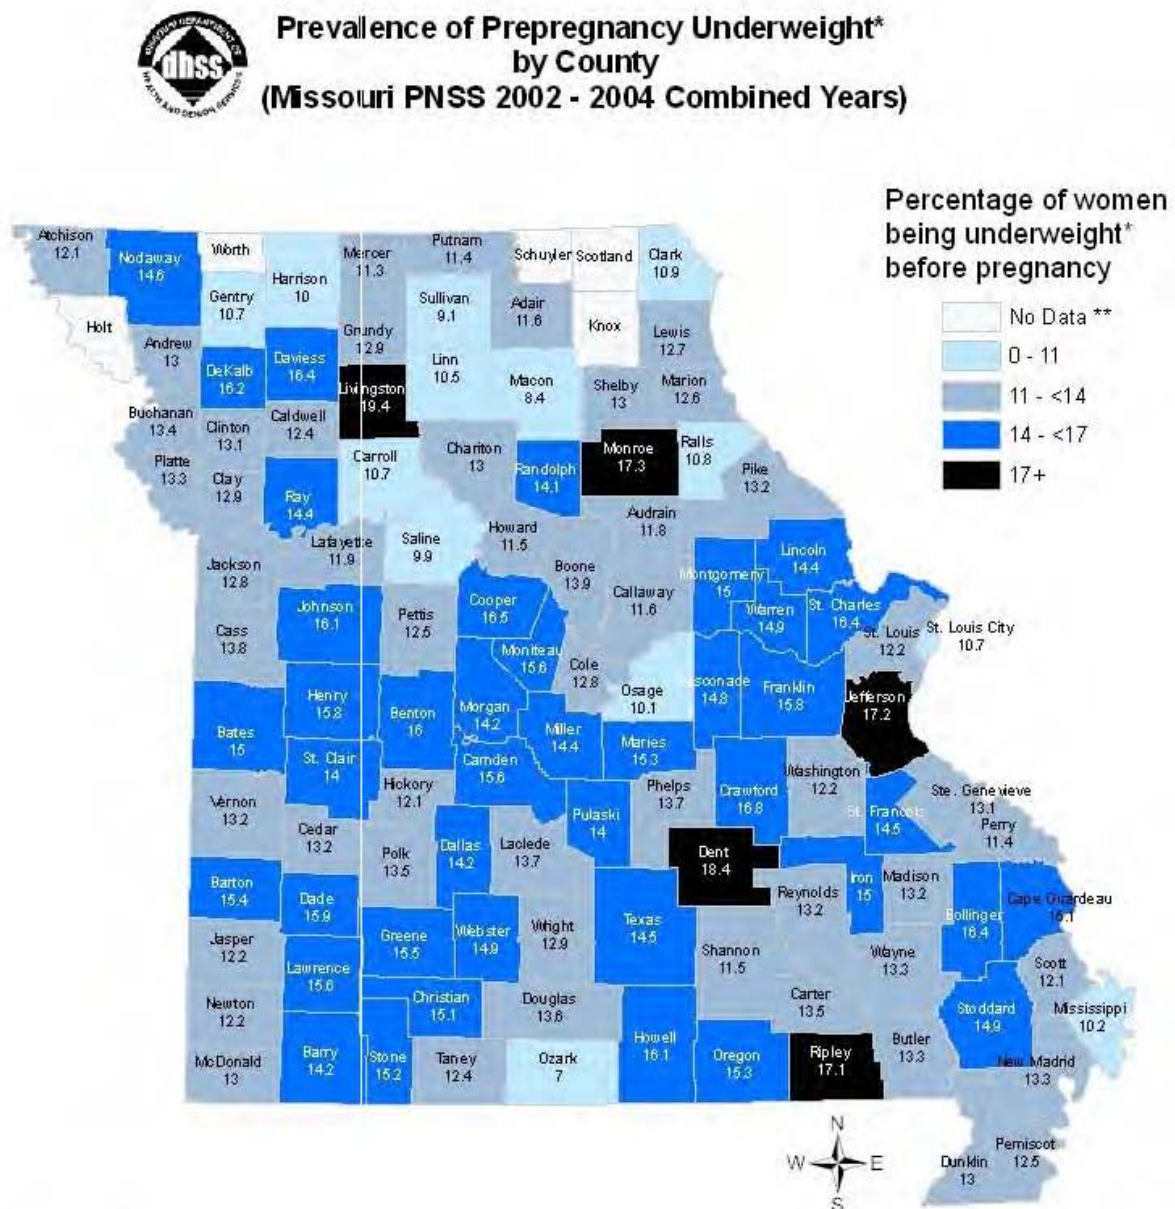 Prevalence of Prepregnancy Underweight*
by County
(Missouri PNSS 2002 - 2004 Combined Years)
dhss
Percentage of women
being underweight*
before pregnancy
No Data **
0 - 11
11 - <14
14 - <17
17+
Atchison
12.1
Nodaway
14.6
Worth
Harrison
10
Mercer
11.3
Putnam
11.4
Schuyler
Scotland
Clark
10.9
Holt
Gentry
10.7
Sullivan
9.1
Adair
11.6
Knox
Lewis
12.7
Andrew
13
DeKalb
16.2
Daviess
16.4
Grundy
12.9
Linn
10.5
Macon
8.4
Shelby
13
Marion
12.6
Livingston
19.4
Buchanan
13.4
Clinton
13.1
Caldwell
12.4
Carroll
10.7
Chariton
13
Randolph
14.1
Monroe
17.3
Ralls
10.8
Pike
13.2
Platte
13.3
Clay
12.9
Ray
14.4
Lafayette
11.9
Saline
9.9
Howard
11.5
Audrain
11.8
Lincoln
14.4
Jackson
12.8
Johnson
16.1
Pettis
12.5
Cooper
16.5
Boone
13.9
Callaway
11.6
Montgomery
15
Warren
14.9
St. Charles
16.4
St. Louis
12.2
St. Louis City
10.7
Cass
13.8
Moniteau
15.6
Cole
12.8
Osage
10.1
14.8
Franklin
15.8
Jefferson
17.2
Henry
15.8
Benton
16
Morgan
14.2
Miller
14.4
Maries
15.3
Bates
15
St. Clair
14
Hickory
12.1
Camden
15.6
Pulaski
14
Phelps
13.7
Crawford
16.8
Washington
12.2
St. Francois
14.5
Ste. Genevieve
13.1
Perry
11.4
Vernon
13.2
Cedar
13.2
Polk
13.5
Dallas
14.2
Laclede
13.7
Dent
18.4
Reynolds
13.2
Iron
15
Madison
13.2
Bollinger
16.4
Cape Girardeau
16.1
Barton
15.4
Dade
15.9
Greene
15.5
Webster
14.9
Wright
12.9
Texas
14.5
Shannon
11.5
Wayne
13.3
Scott
12.1
Jasper
12.2
Lawrence
15.6
Christian
15.1
Douglas
13.6
Carter
13.5
Stoddard
14.9
Mississippi
10.2
Newton
12.2
McDonald
13
Barry
14.2
Stone
15.2
Taney
12.4
Ozark
7
Howell
16.1
Oregon
15.3
Ripley
17.1
Butler
13.3
New Madrid
13.3
Dunklin
13
Pemiscot
12.5
N
W
E
S